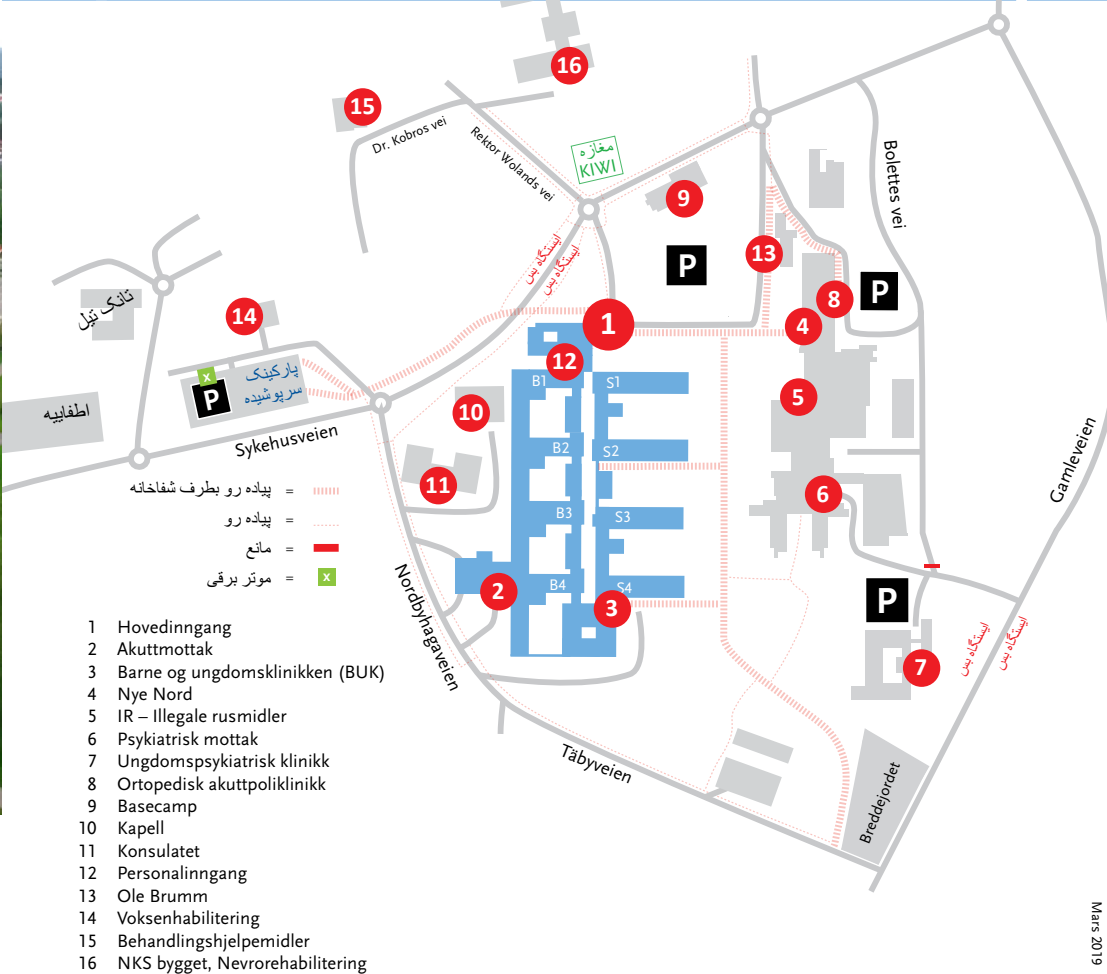 16
15
Dr. Kobros vei
Rektor Wolands vei
مغازه
KIWI
9
Bolettes vei
13
P
ایستگاه بس
ایستگاه بس
8
P
تانک تیل
14
1
4
12
پارکینک
سرپوشیده
x
P
B1
S1
5
اطفاییه
10
Sykehusveien
B2
S2
11
6
Gamleveien
B3
S3
= پیاده رو بطرف شفاخانه
= پیاده رو
= مانع
x = موتر برقی
2
B4
S4
3
P
Nordbyhagaveien
ایستگاه بس
ایستگاه بس
7
Täbyveien
Breddejordet
1 Hovedinngang
2 Akuttmottak
3 Barne og ungdomsklinikken (BUK)
4 Nye Nord
5 IR – Illegale rusmidler
6 Psykiatrisk mottak
7 Ungdomspsykiatrisk klinikk
8 Ortopedisk akuttpoliklinikk
9 Basecamp
10 Kapell
11 Konsulatet
12 Personalinngang
13 Ole Brumm
14 Voksenhabilitering
15 Behandlingshjelpemidler
16 NKS bygget, Nevrorehabilitering
Mars 2019